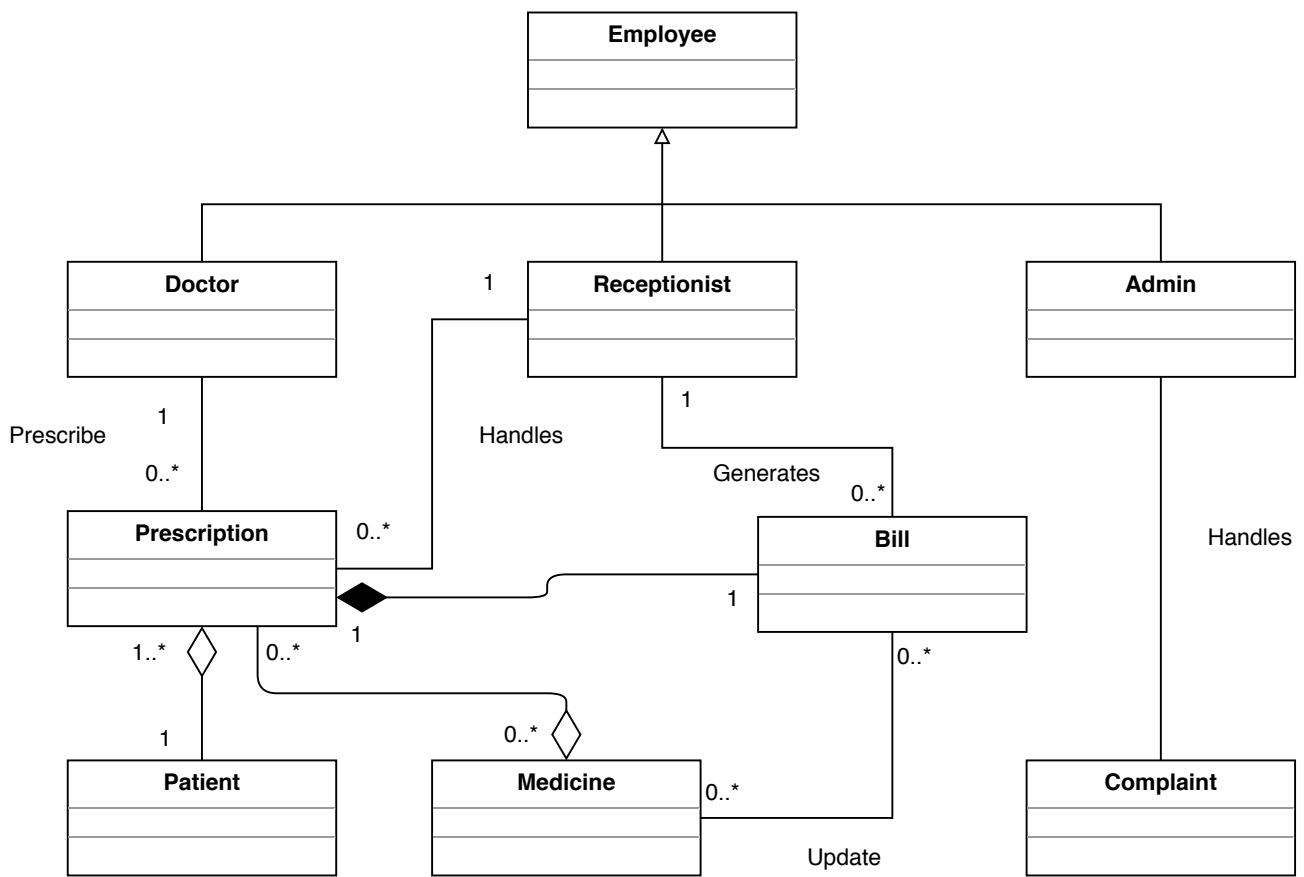 Employee
Doctor
1
Receptionist
Admin
1
1
Prescribe
Handles
Generates
0..*
0..*
Prescription
0..*
Bill
Handles
1
1
1..*
0..*
0..*
1
0..*
Patient
Medicine
0..*
Complaint
Update